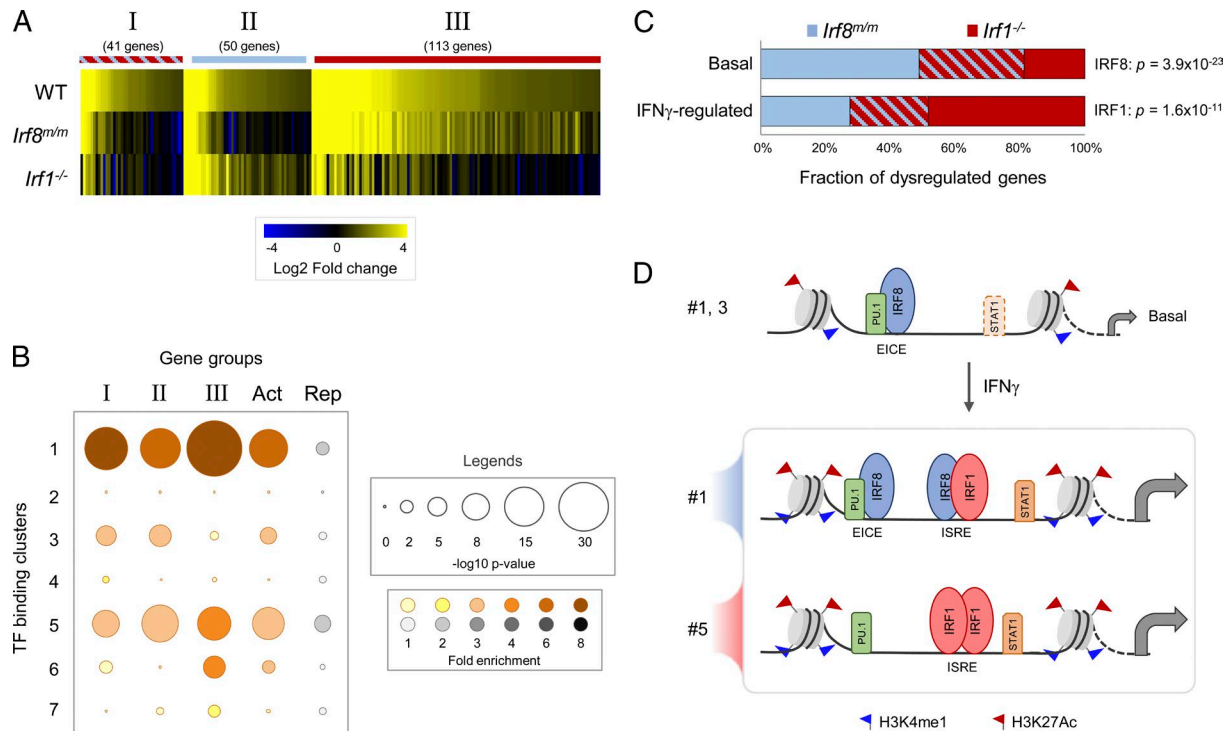 A
I
II
III
(41 genes)
(50 genes)
(113 genes)
WT
Irf8m/m
Irf1-/-
-4
0
4
Log2 Fold change
B
Gene groups
I
II
III
Act
Rep
TF binding clusters
1
2
3
4
5
6
7
Legends
0
2
5
8
15
30
-log10 p-value
1
2
3
4
6
8
Fold enrichment
C
Irf8m/m
Irf1-/-
Basal
IRF8: p = 3.9x10-23
IFNγ-regulated
IRF1: p = 1.6x10-11
0%
20%
40%
60%
80%
100%
Fraction of dysregulated genes
D
#1, 3
PU.1
IRF8
STAT1
EICE
Basal
IFNγ
#1
PU.1
IRF8
IRF8
IRF1
STAT1
EICE
ISRE
#5
PU.1
IRF1
IRF1
STAT1
ISRE
H3K4me1
H3K27Ac